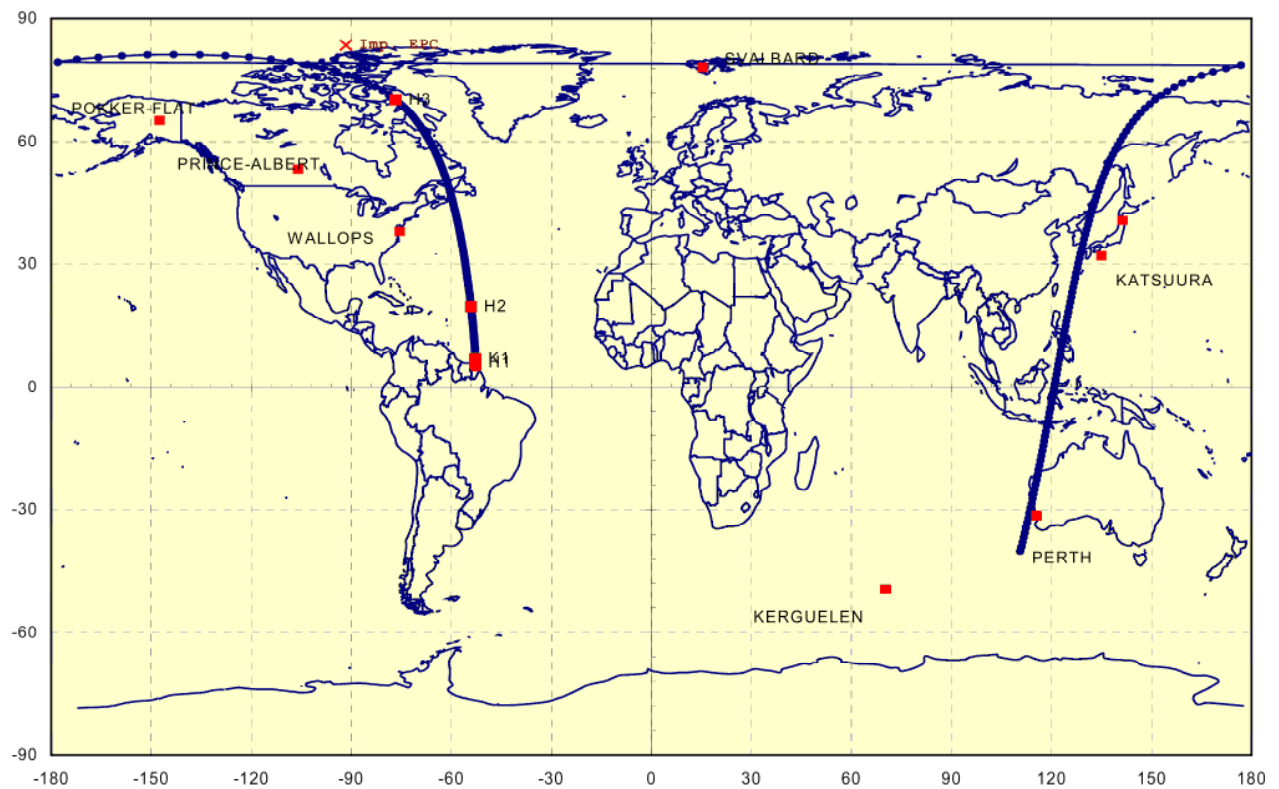 90
Imp. EPC
SVALBARD
H3
POKKER-FLAT
60
PRINCE-ALBERT
WALLOPS
30
KATSUURA
H2
K1
H1
0
-30
PERTH
KERGUELEN
-60
-90
-180 -150 -120 -90 -60 -30 0 30 60 90 120 150 180